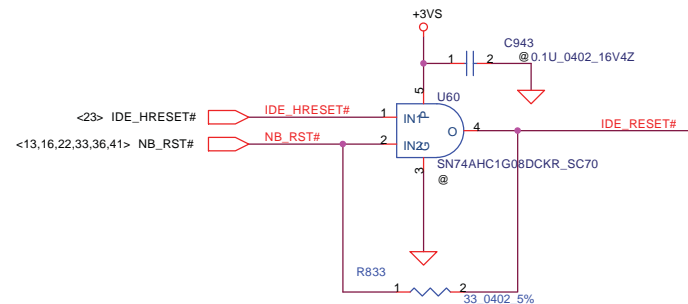 +3VS
C943
1 2
@ 0.1U_0402_16V4Z
5
U60
<23> IDE_HRESET# IDE_HRESET# 1 IN1 P
O 4 IDE_RESET#
<13,16,22,33,36,41> NB_RST# NB_RST# 2 IN2 G
SN74AHC1G08DCKR_SC70
3 @
R833
1 2
33_0402_5%